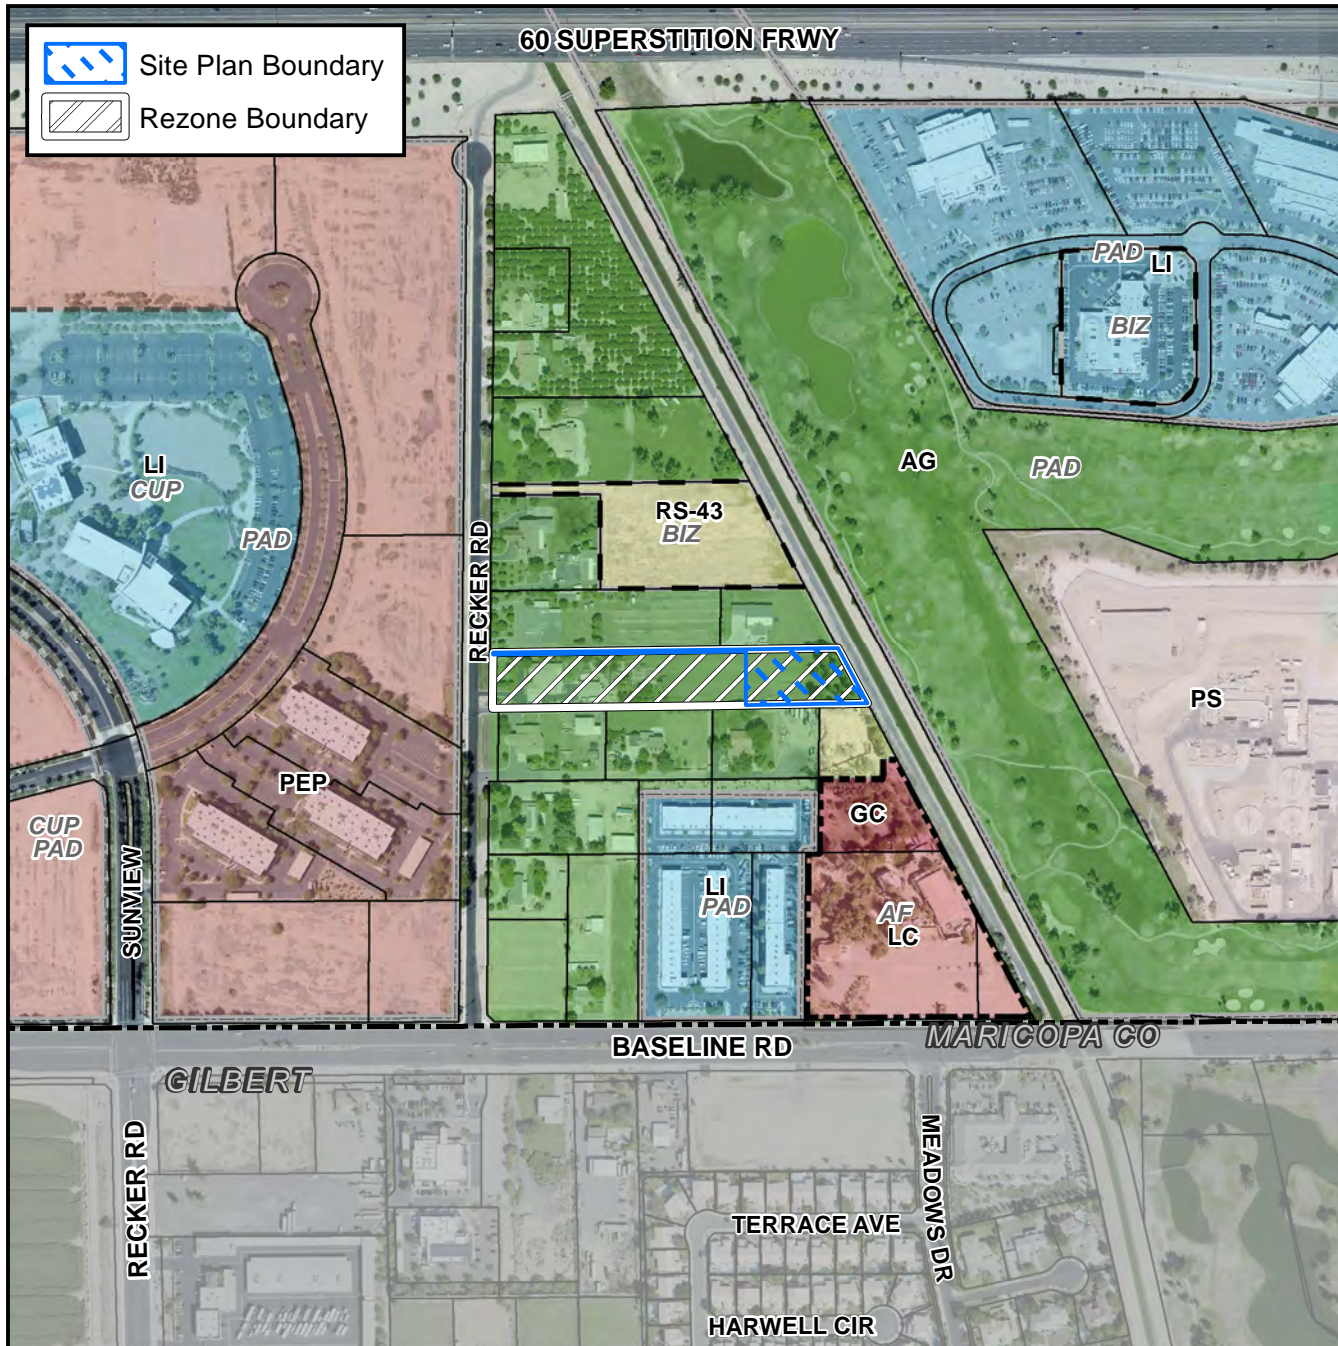 60 SUPERSTITION FRWY
Site Plan Boundary
Rezone Boundary
PAD
LI
BIZ
LI
CUP
PAD
AG
PAD
RS-43
BIZ
RECKER RD
PS
PEP
GC
CUP
PAD
SUNVIEW
LI
PAD
AF
LC
BASELINE RD
MARICOPA CO
GILBERT
RECKER RD
MEADOWS DR
TERRACE AVE
HARWELL CIR